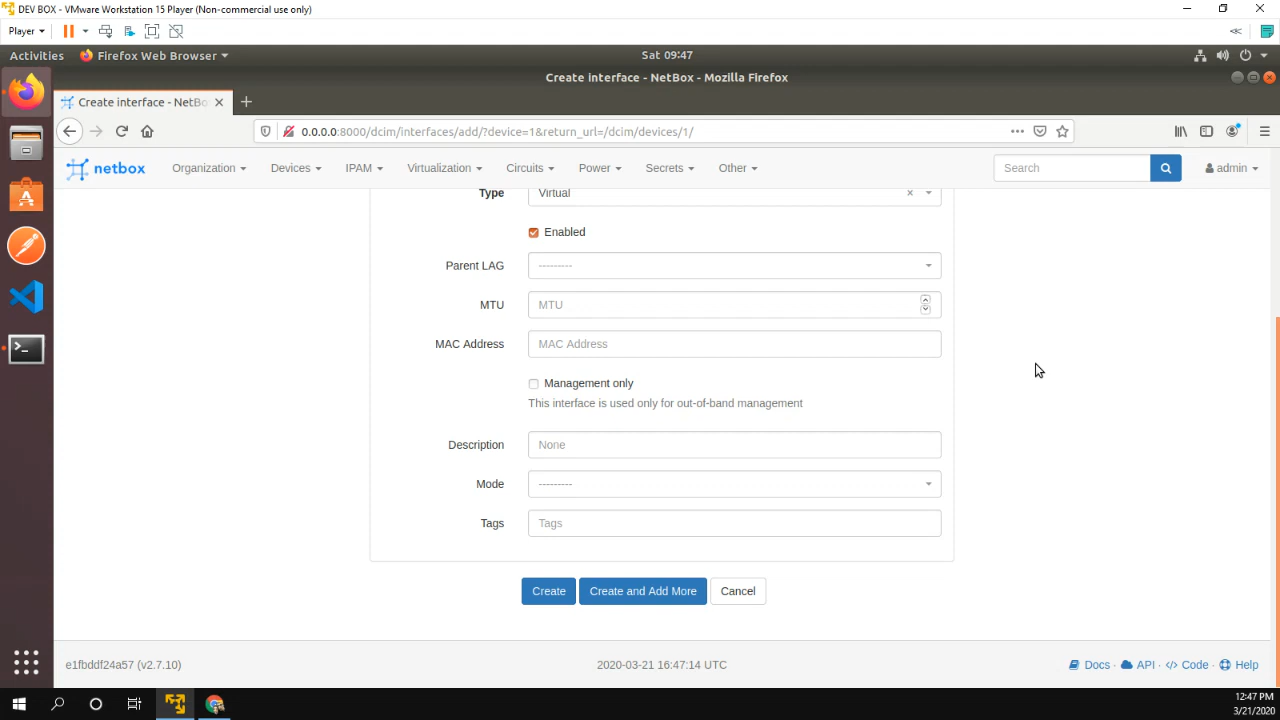 DEV BOX - VMware Workstation 15 Player (Non-commercial use only)
Player
Activities
Firefox Web Browser
Sat 09:47
Create interface - NetBox - Mozilla Firefox
Create interface - NetBo
0.0.0.0:8000/dcim/interfaces/add/?device=1&return_url=/dcim/devices/1/
netbox
Organization
Devices
IPAM
Virtualization
Circuits
Power
Secrets
Other
Search
admin
Type
Virtual
×
Enabled
Parent LAG
---------
MTU
MTU
MAC Address
MAC Address
Management only
This interface is used only for out-of-band management
Description
None
Mode
---------
Tags
Tags
Create
Create and Add More
Cancel
e1fbddf24a57 (v2.7.10)
2020-03-21 16:47:14 UTC
Docs · API · Code · Help
12:47 PM
3/21/2020